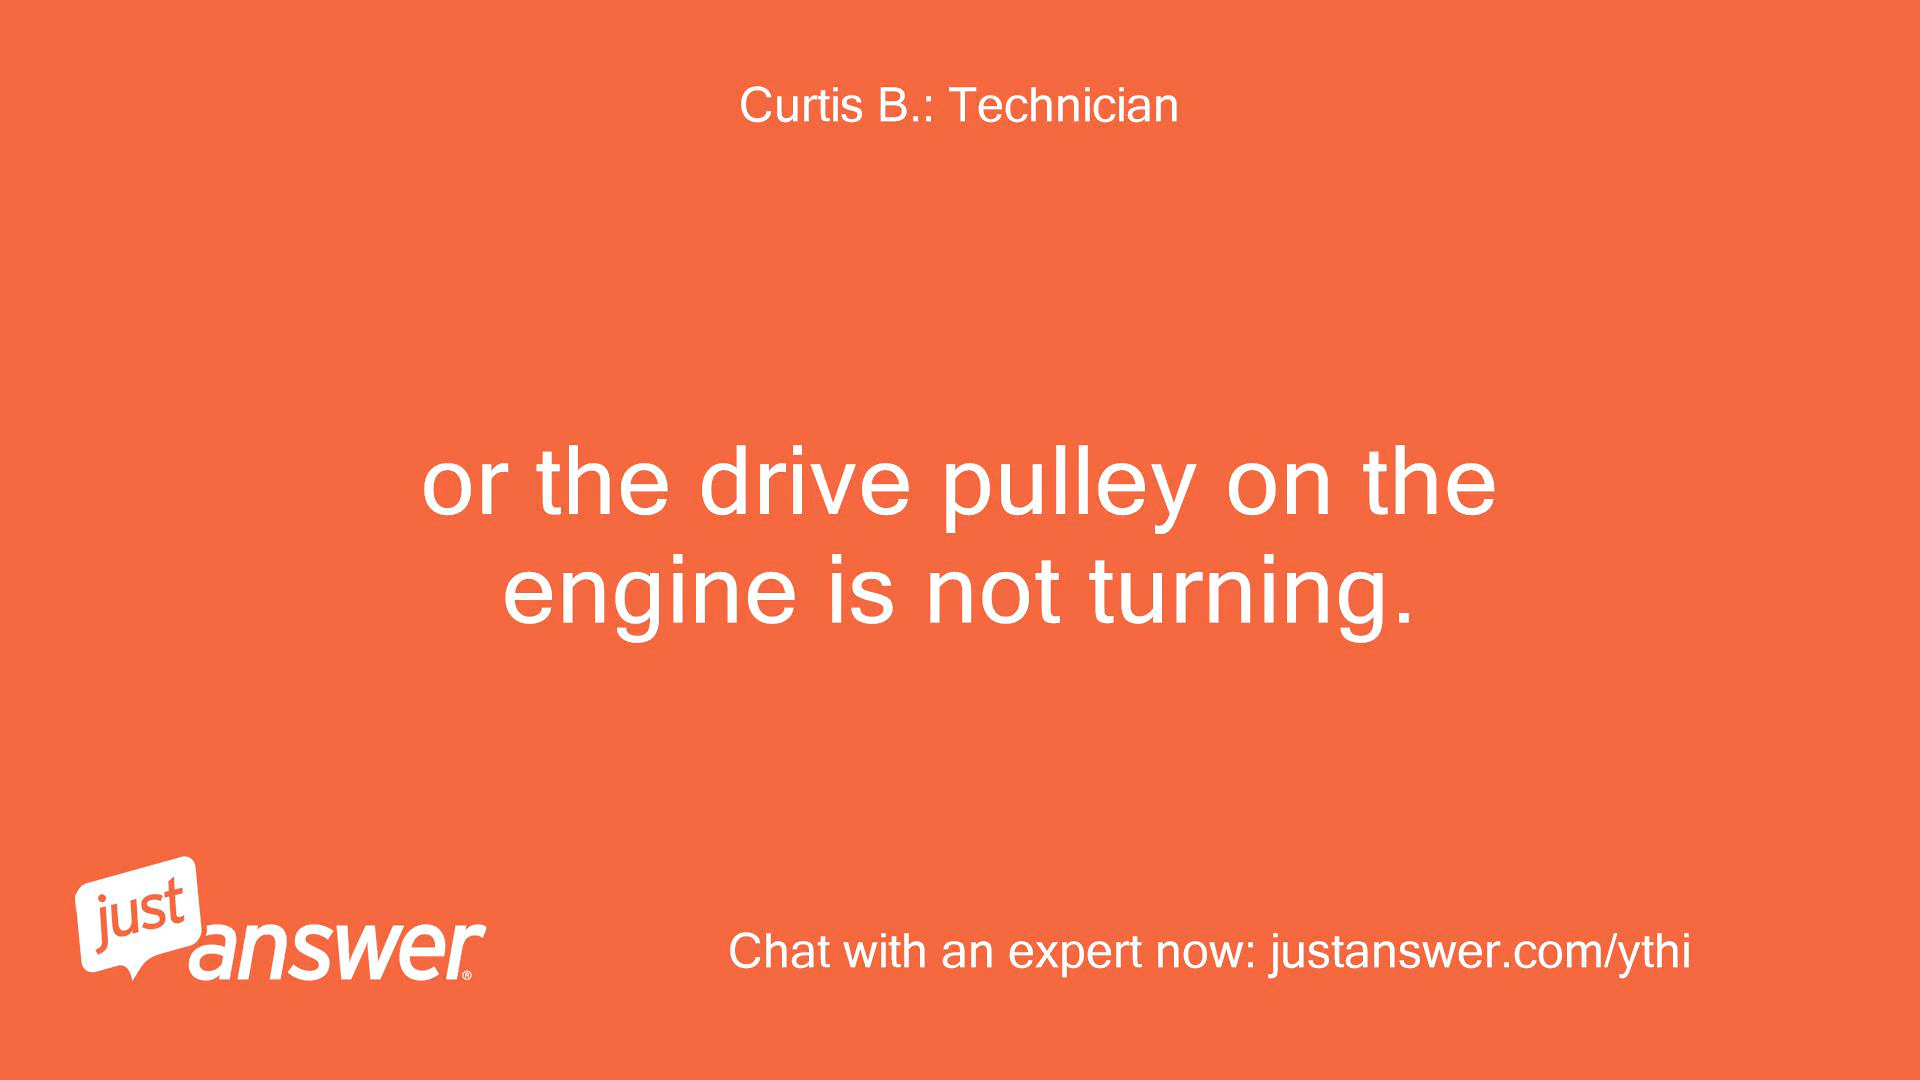 Curtis B.: Technician
or the drive pulley on the
engine is not turning.
just
answer®
Chat with an expert now: justanswer.com/ythi